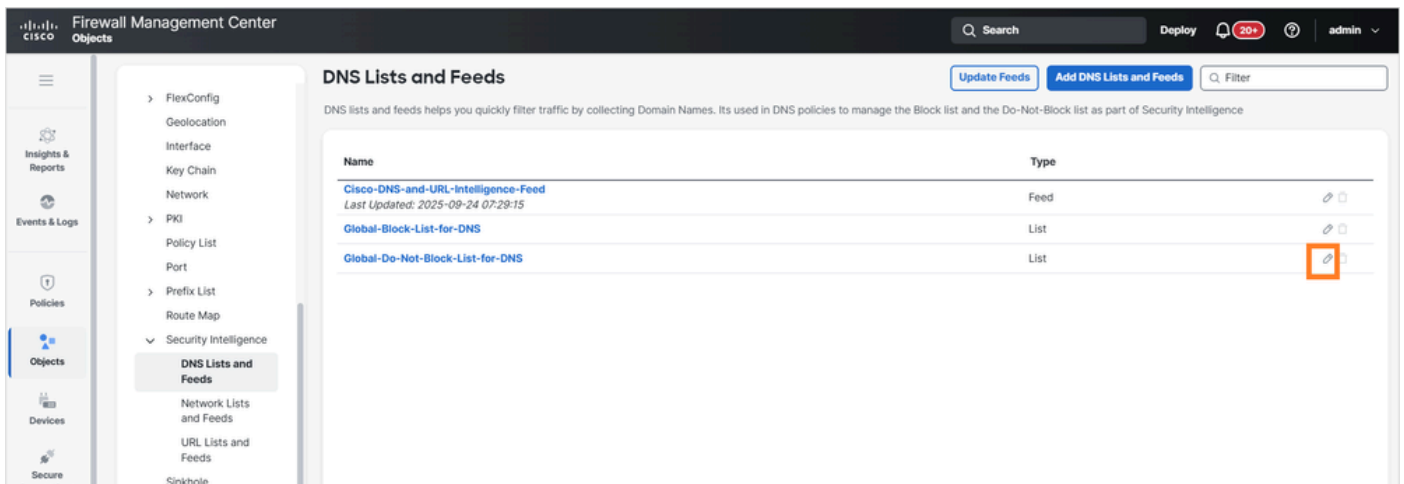 CISCO
Firewall Management Center
Objects
Search
Deploy
20+
admin
Insights &
Reports
Events & Logs
Policies
Objects
Devices
Secure
FlexConfig
Geolocation
Interface
Key Chain
Network
PKI
Policy List
Port
Prefix List
Route Map
Security Intelligence
DNS Lists and
Feeds
Network Lists
and Feeds
URL Lists and
Feeds
Sinkhole
DNS Lists and Feeds
Update Feeds
Add DNS Lists and Feeds
Filter
DNS lists and feeds helps you quickly filter traffic by collecting Domain Names. Its used in DNS policies to manage the Block list and the Do-Not-Block list as part of Security Intelligence
Name Type
Cisco-DNS-and-URL-Intelligence-Feed Feed
Last Updated: 2025-09-24 07:29:15
Global-Block-List-for-DNS List
Global-Do-Not-Block-List-for-DNS List